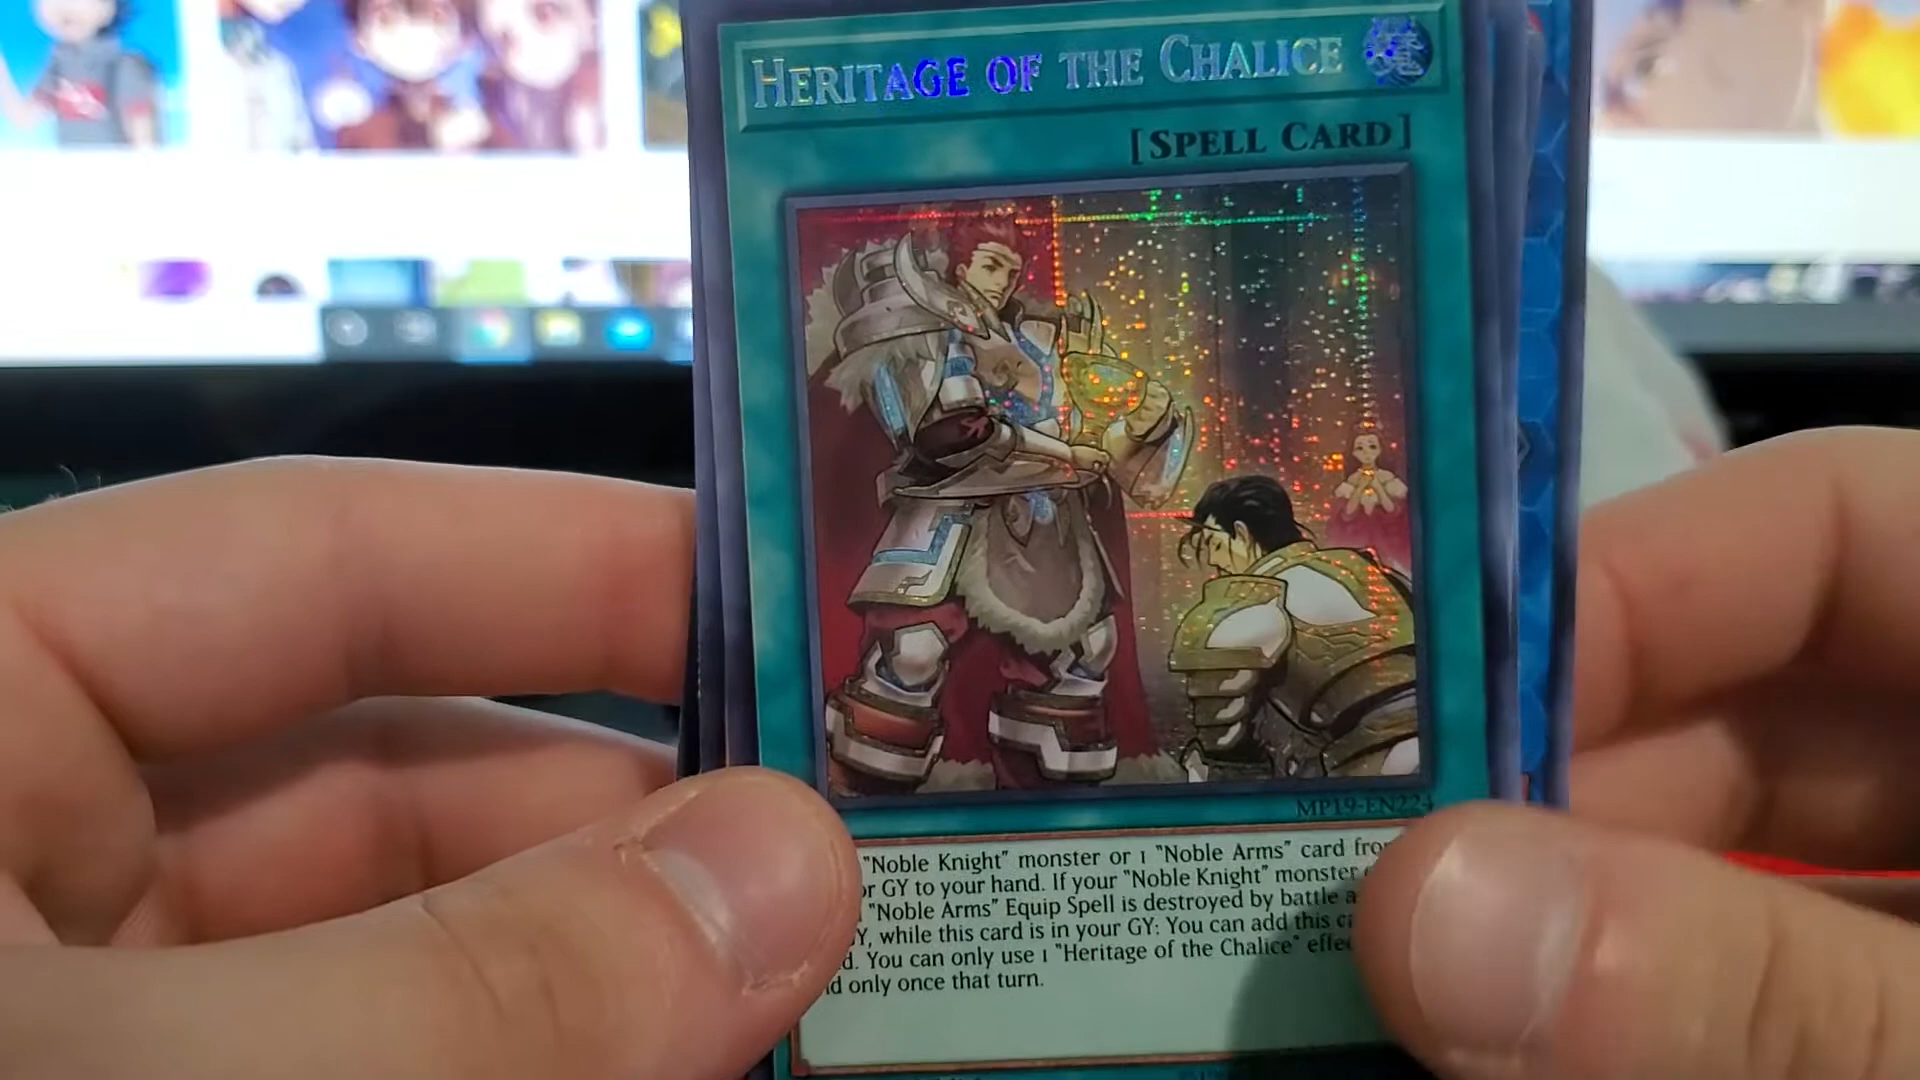 HERITAGE OF THE CHALICE 魔
[SPELL CARD]
MP19-EN224
"Noble Knight" monster or 1 "Noble Arms" card from
or GY to your hand. If your "Noble Knight" monster
"Noble Arms" Equip Spell is destroyed by battle
, while this card is in your GY: You can add this
. You can only use 1 "Heritage of the Chalice"
only once that turn.